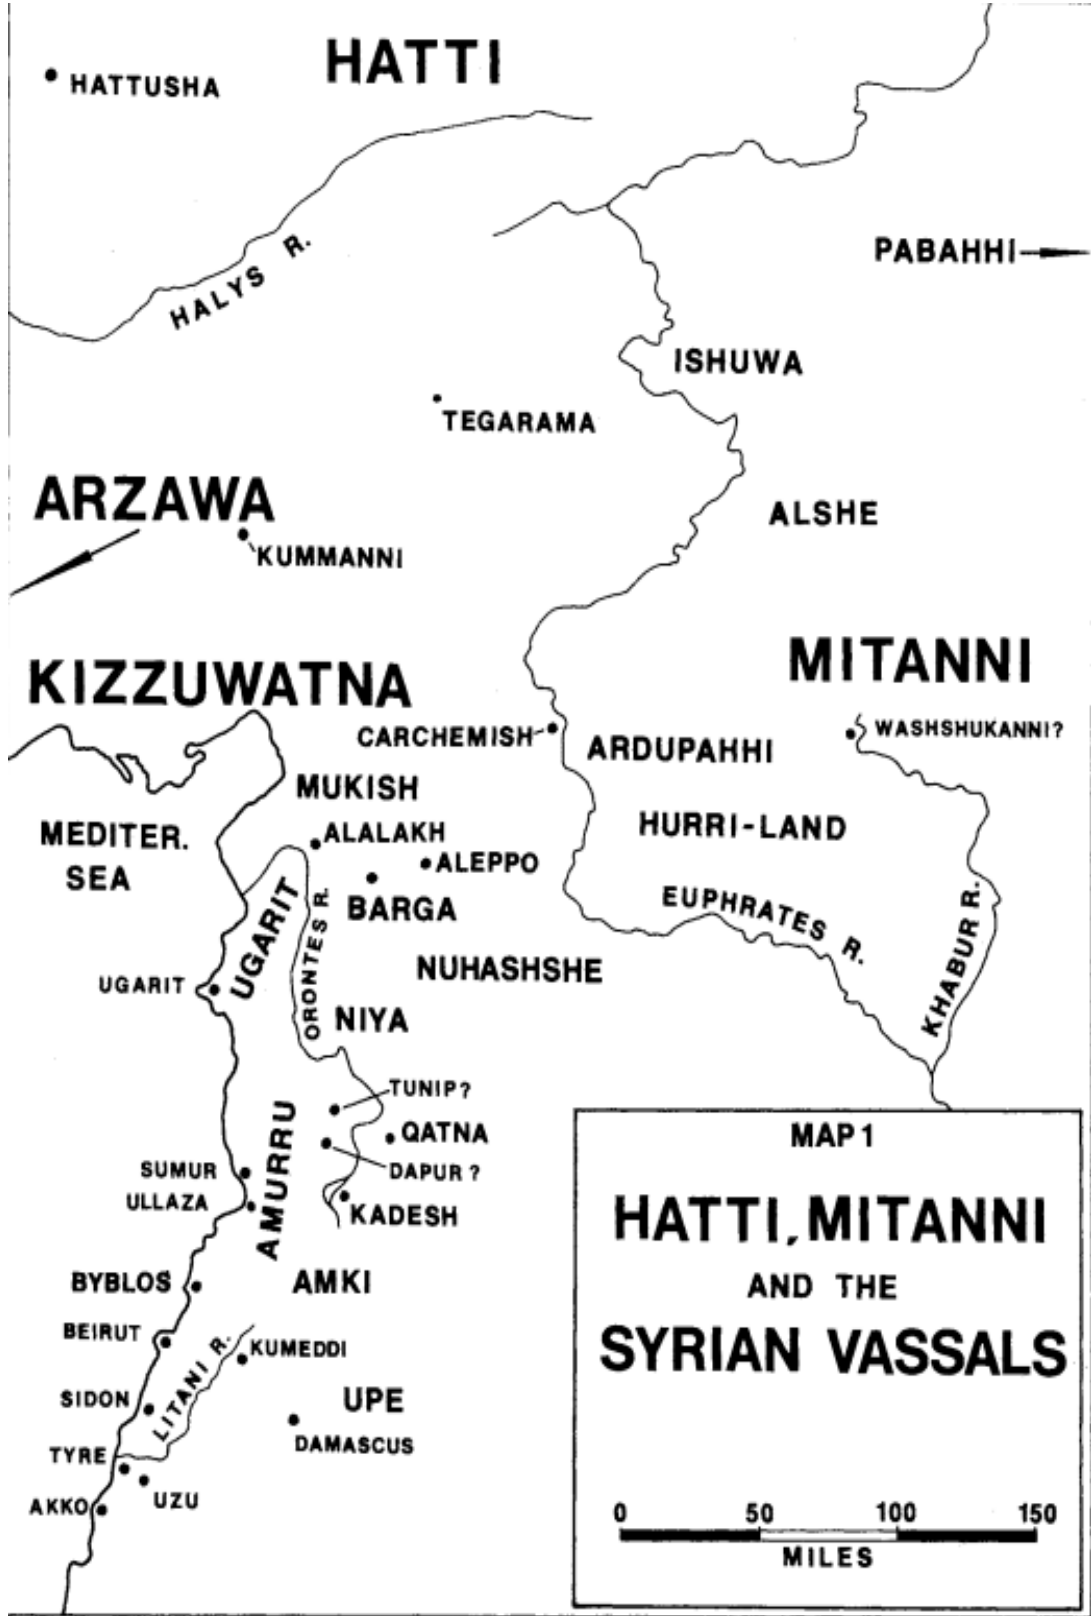 HATTI
HATTUSHA
HALYS R.
PABAHHI
ISHUWA
TEGARAMA
ARZAWA
ALSHE
KUMMANNI
MITANNI
KIZZUWATNA
WASHSHUKANNI?
CARCHEMISH
ARDUPAHHI
MUKISH
MEDITER.
SEA
ALALAKH
HURRI-LAND
ALEPPO
BARGA
EUPHRATES R.
UGARIT
ORONTES R.
KHABUR R.
NUHASHSHE
UGARIT
NIYA
TUNIP?
QATNA
AMURRU
DAPUR?
SUMUR
ULLAZA
KADESH
BYBLOS
AMKI
BEIRUT
LITANI R.
KUMEDDI
SIDON
UPE
DAMASCUS
TYRE
UZU
AKKO
MAP 1
HATTI, MITANNI
AND THE
SYRIAN VASSALS
0 50 100 150
MILES